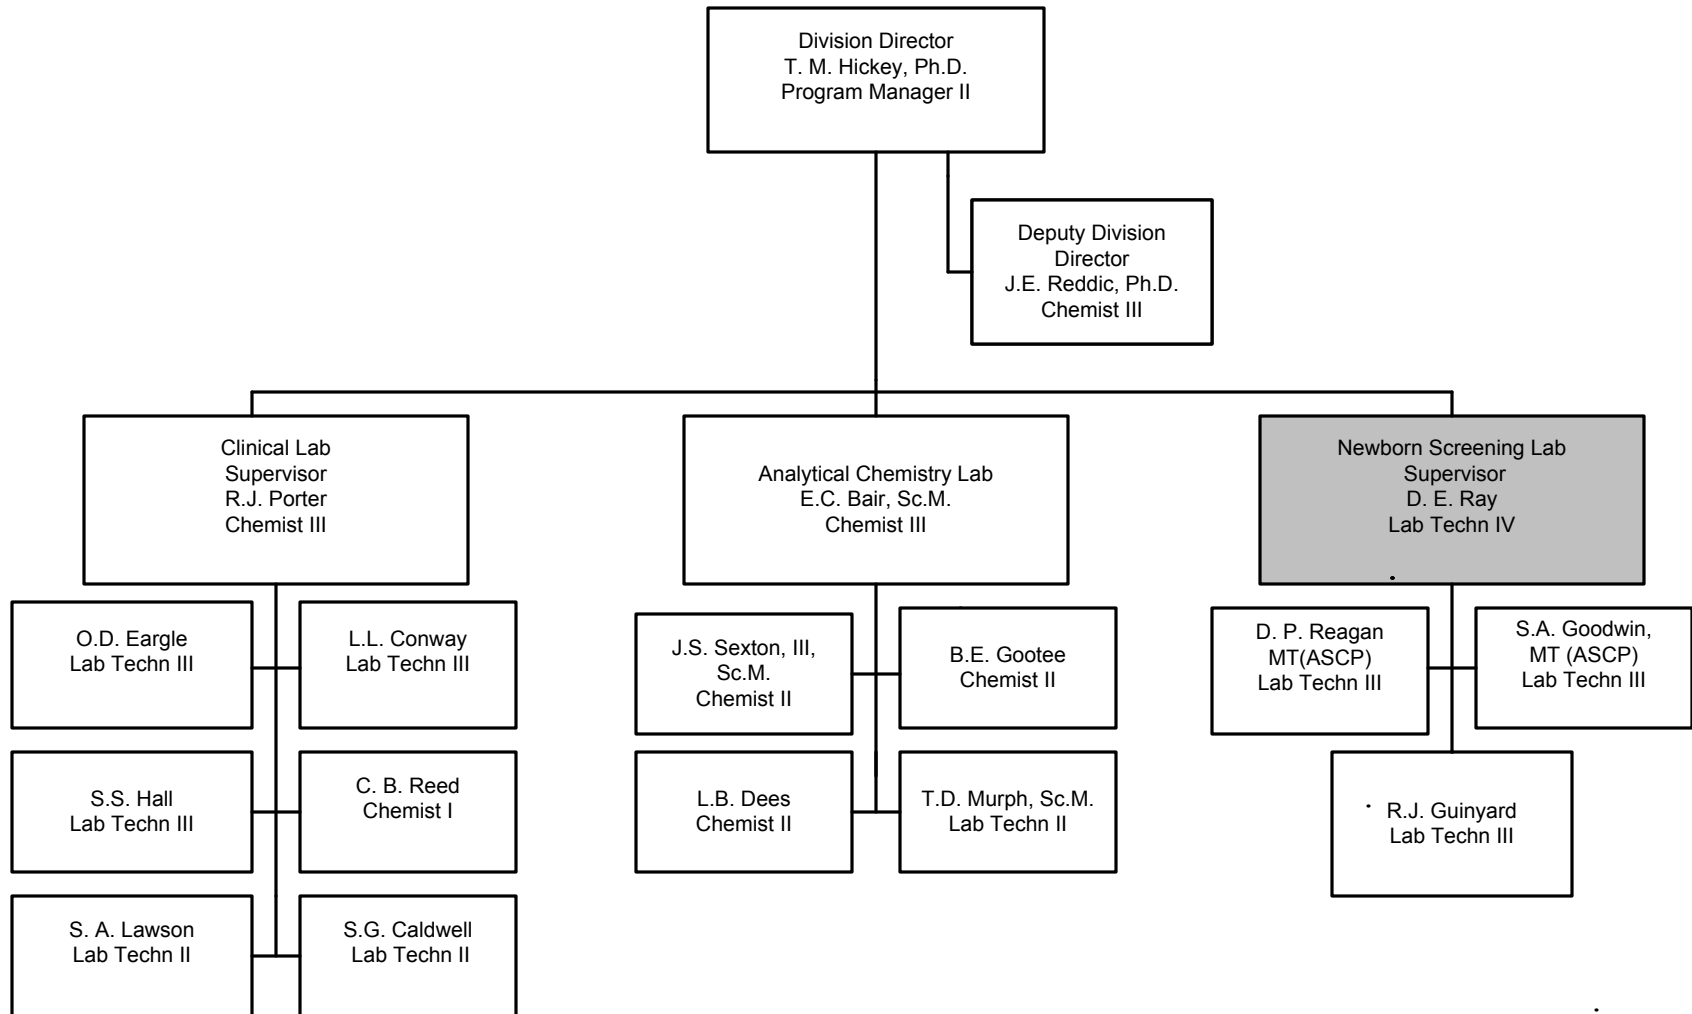 Division Director
T. M. Hickey, Ph.D.
Program Manager II
Deputy Division
Director
J.E. Reddic, Ph.D.
Chemist III
Clinical Lab
Supervisor
R.J. Porter
Chemist III
Analytical Chemistry Lab
E.C. Bair, Sc.M.
Chemist III
Newborn Screening Lab
Supervisor
D. E. Ray
Lab Techn IV
O.D. Eargle
Lab Techn III
L.L. Conway
Lab Techn III
J.S. Sexton, III,
Sc.M.
Chemist II
B.E. Gootee
Chemist II
D. P. Reagan
MT(ASCP)
Lab Techn III
S.A. Goodwin,
MT (ASCP)
Lab Techn III
S.S. Hall
Lab Techn III
C. B. Reed
Chemist I
L.B. Dees
Chemist II
T.D. Murph, Sc.M.
Lab Techn II
R.J. Guinyard
Lab Techn III
S. A. Lawson
Lab Techn II
S.G. Caldwell
Lab Techn II